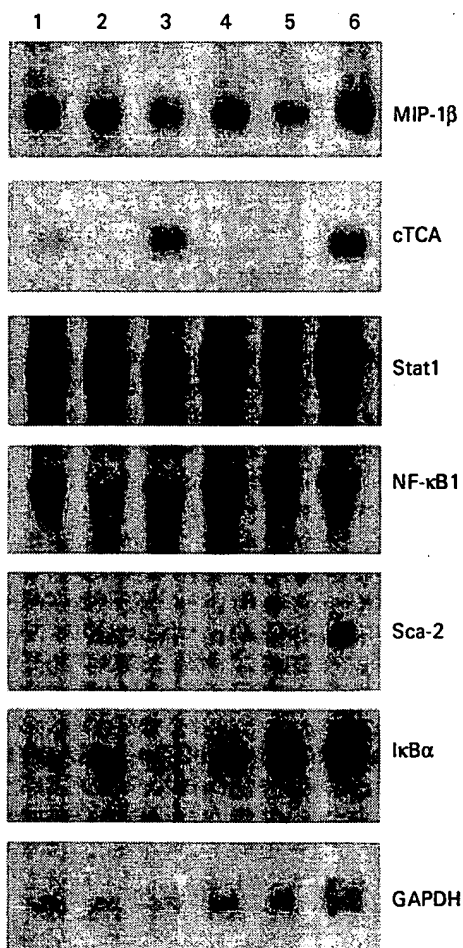 1 2 3 4 5 6
MIP-1β
cTCA
Stat1
NF-κB1
Sca-2
IκBα
GAPDH